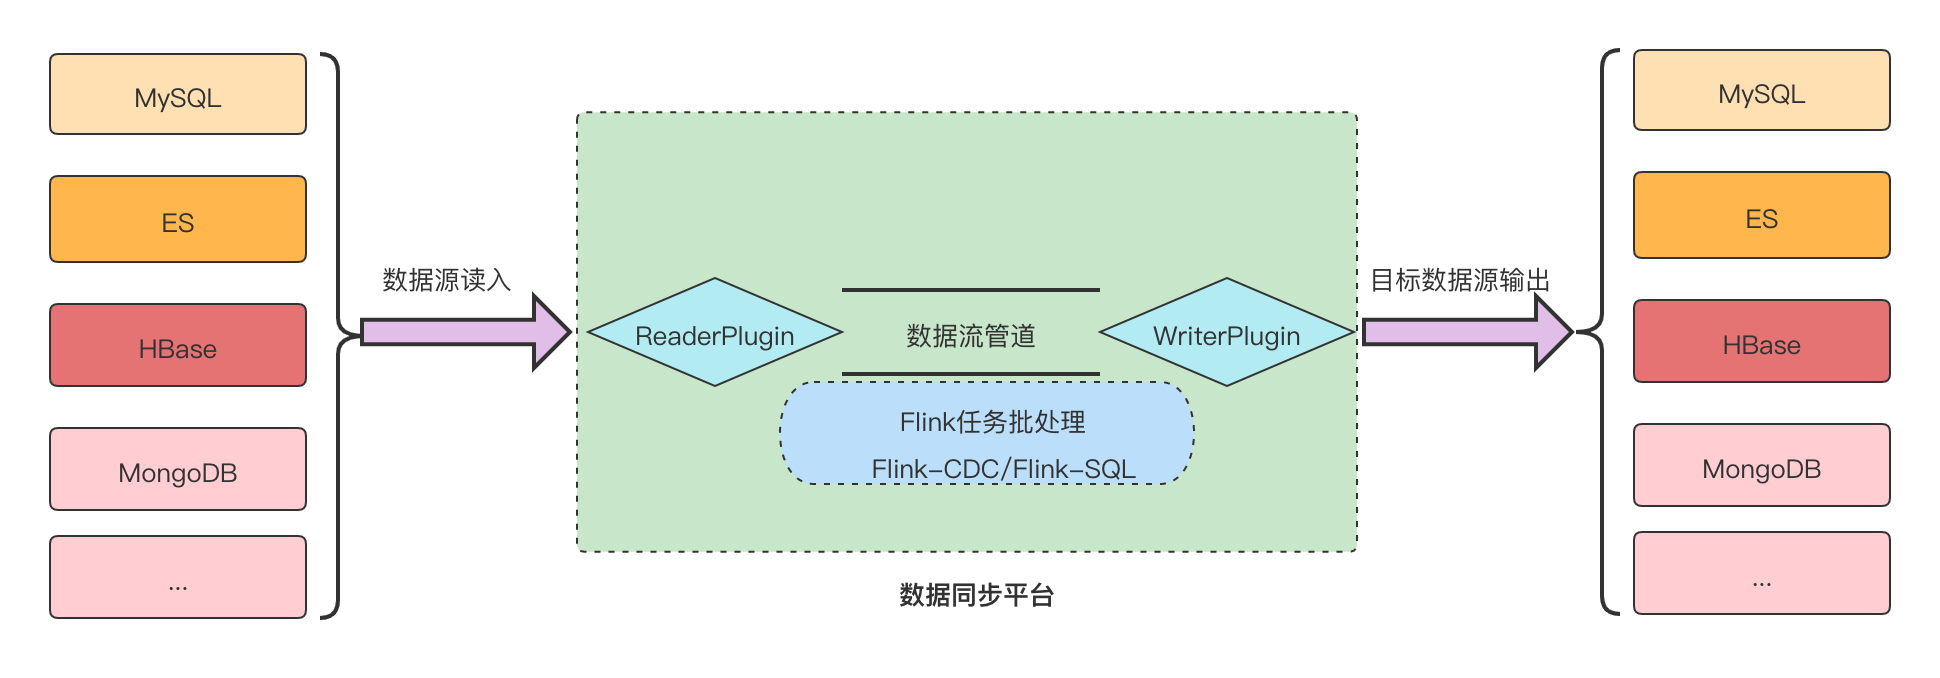 MySQL
ES
HBase
MongoDB
...
数据源读入
ReaderPlugin
数据流管道
WriterPlugin
Flink任务批处理
Flink-CDC/Flink-SQL
数据同步平台
目标数据源输出
MySQL
ES
HBase
MongoDB
...